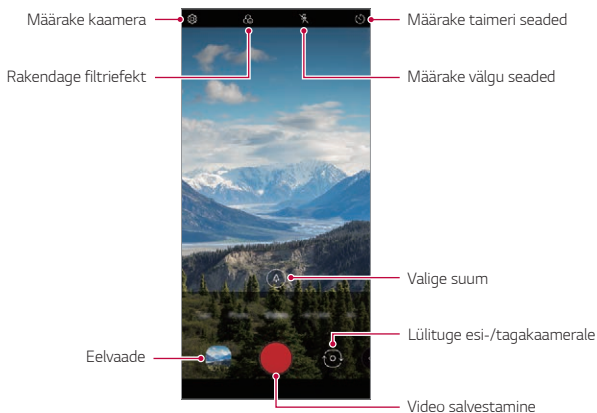 Määrake kaamera
Määrake taimeri seaded
Rakendage filtriefekt
Määrake välgu seaded
Valige suum
Lülituge esi-/tagakaamerale
Eelvaade
Video salvestamine